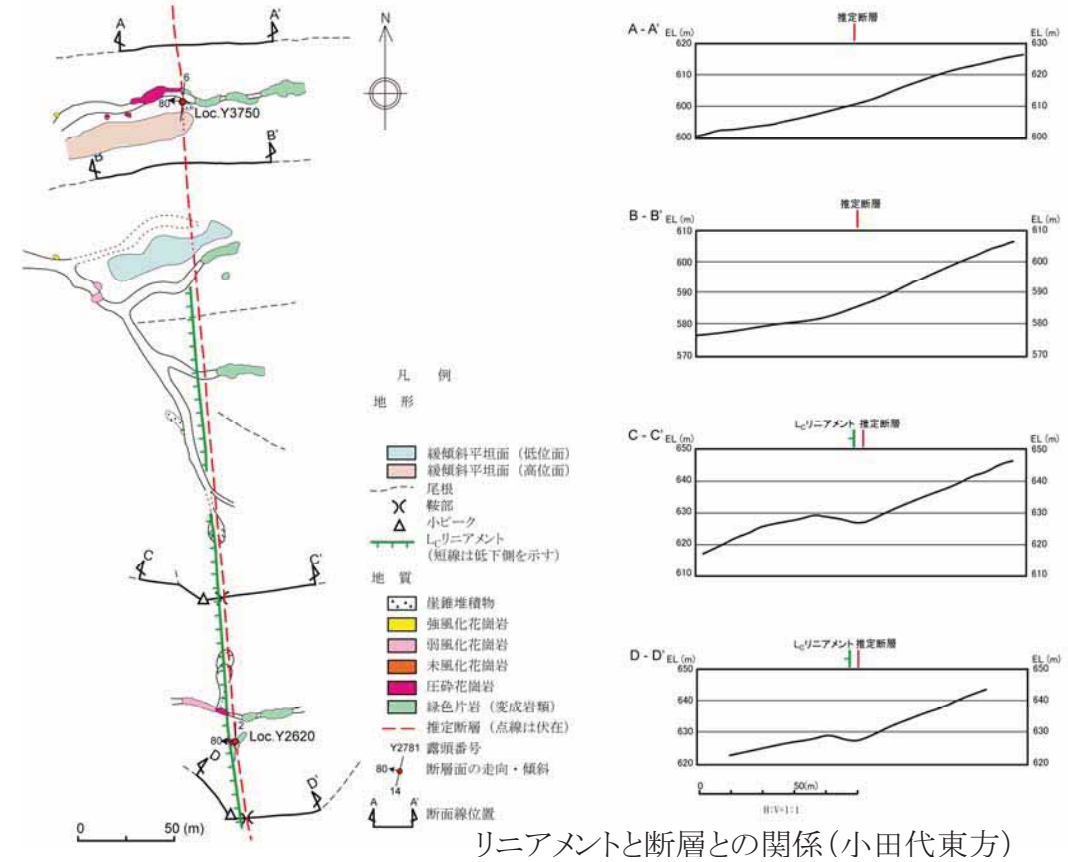 A
A'
N
6
80
Loc.Y3750
B
B'
C
C'
2
80
Loc.Y2620
D
D'
0 50 (m)
凡 例
地 形
緩傾斜平坦面 (低位面)
緩傾斜平坦面 (高位面)
尾根
鞍部
小ピーク
LCリニアメント
(短線は低下側を示す)
地 質
崖錐堆積物
強風化花崗岩
弱風化花崗岩
未風化花崗岩
圧砕花崗岩
緑色片岩 (変成岩類)
推定断層 (点線は伏在)
Y2781 露頭番号
80 断層面の走向・傾斜
14
A A' 断面線位置
A - A' EL (m) 推定断層 EL (m)
620 630
610 620
600 610
600 600
B - B' EL (m) 推定断層 EL (m)
610 610
600 600
590 590
580 580
570 570
C - C' EL (m) LCリニアメント 推定断層 EL (m)
650 650
640 640
630 630
620 620
610 610
D - D' EL (m) LCリニアメント 推定断層 EL (m)
650 650
640 640
630 630
620 620
0 50(m)
H:V=1:1
リニアメントと断層との関係(小田代東方)